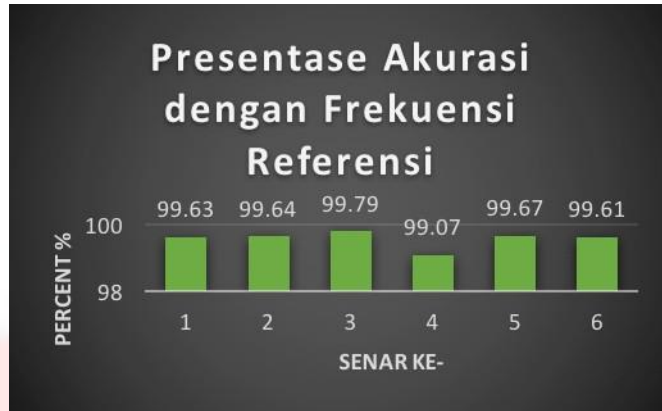 Presentase Akurasi
dengan Frekuensi
Referensi
99.63 99.64 99.79 99.07 99.67 99.61
100
98
PERCENT %
1 2 3 4 5 6
SENAR KE-